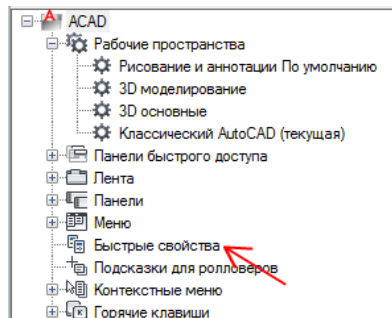 ACAD
Рабочие пространства
Рисование и аннотации По умолчанию
3D моделирование
3D основные
Классический AutoCAD (текущая)
Панели быстрого доступа
Лента
Панели
Меню
Быстрые свойства
Подсказки для ролловеров
Контекстные меню
Горячие клавиши